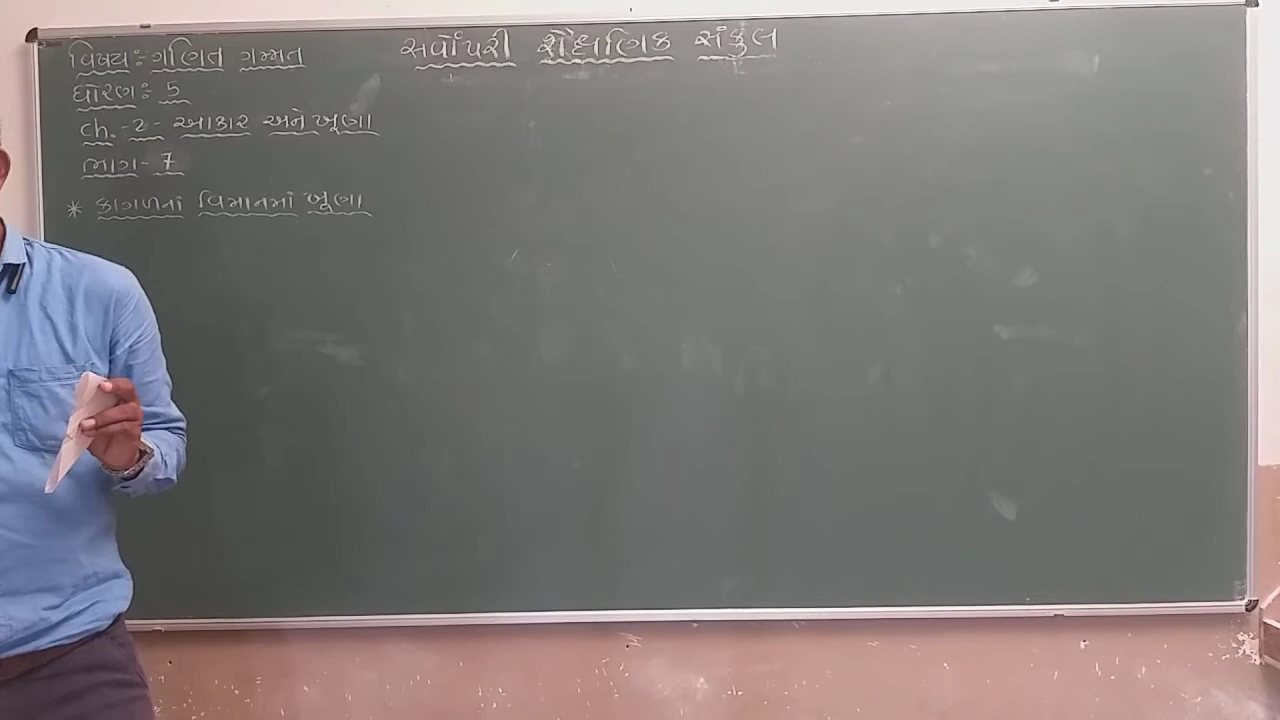 સર્વોપરી શૈક્ષણિક સંકુલ
વિષય: ગણિત ગમ્મત
ધોરણ: 5
ch. -2- આકાર અને ખૂણા
ભાગ- 7
* કાગળનાં વિમાનમાં ખૂણા